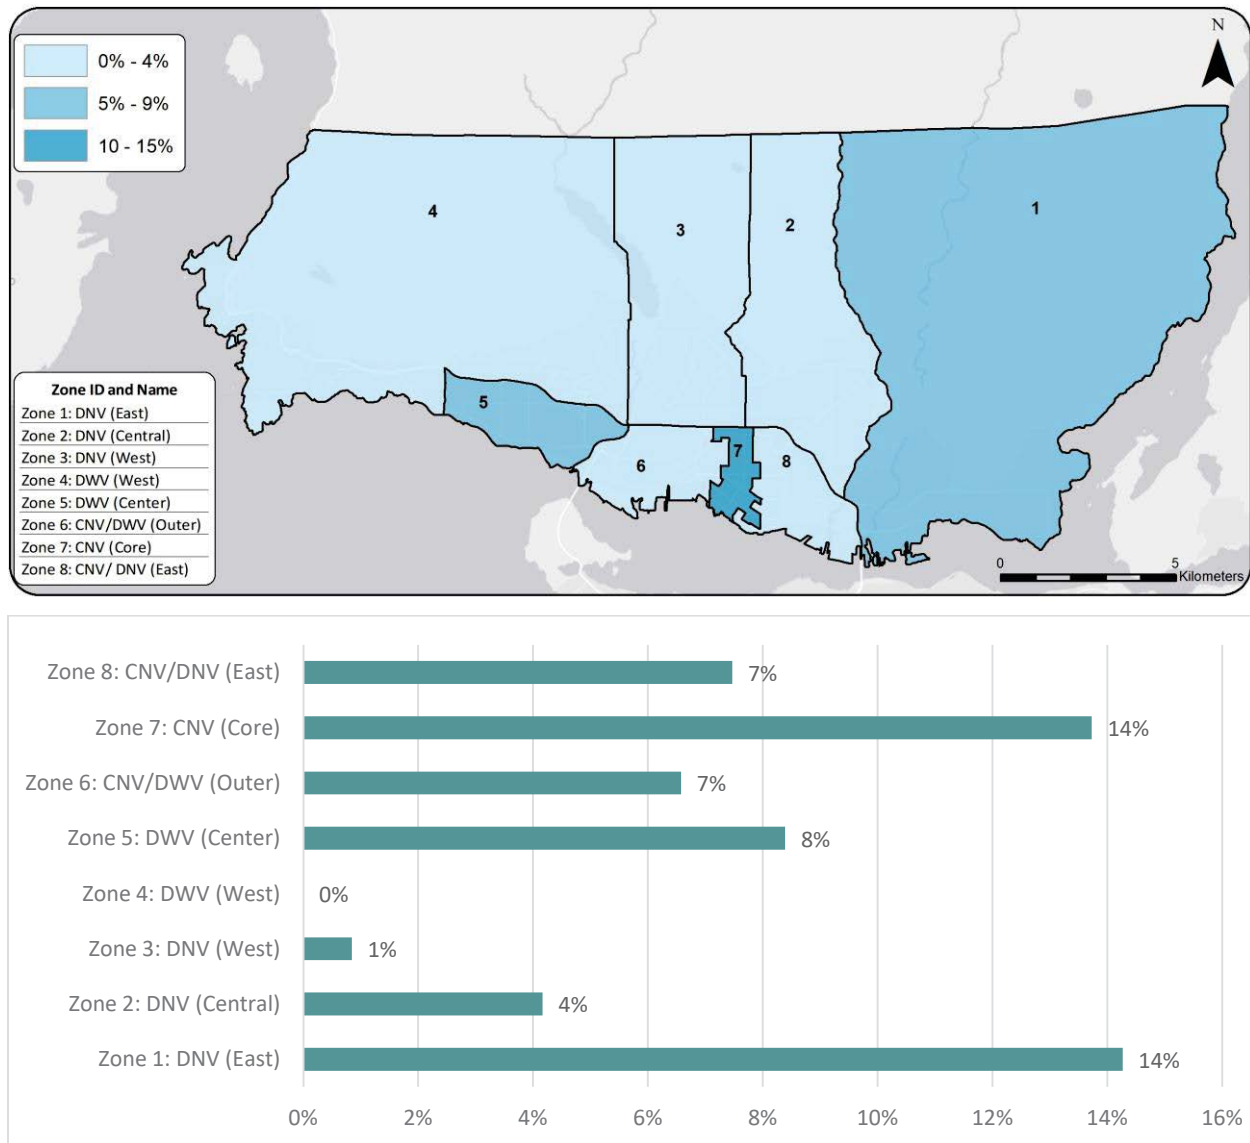 0% - 4%
5% - 9%
10 - 15%
N
4
3
2
1
5
6
7
8
Zone ID and Name
Zone 1: DNV (East)
Zone 2: DNV (Central)
Zone 3: DNV (West)
Zone 4: DWV (West)
Zone 5: DWV (Center)
Zone 6: CNV/DWV (Outer)
Zone 7: CNV (Core)
Zone 8: CNV/ DNV (East)
0 5
Kilometers
Zone 8: CNV/DNV (East) 7%
Zone 7: CNV (Core) 14%
Zone 6: CNV/DWV (Outer) 7%
Zone 5: DWV (Center) 8%
Zone 4: DWV (West) 0%
Zone 3: DNV (West) 1%
Zone 2: DNV (Central) 4%
Zone 1: DNV (East) 14%
0% 2% 4% 6% 8% 10% 12% 14% 16%